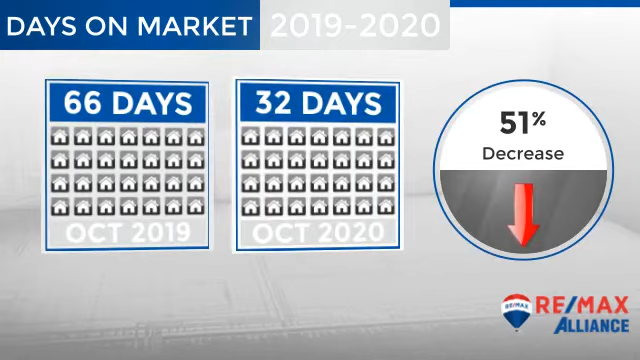 DAYS ON MARKET 2019-2020
66 DAYS
OCT 2019
32 DAYS
OCT 2020
51%
Decrease
RE/MAX
RE/MAX
ALLIANCE